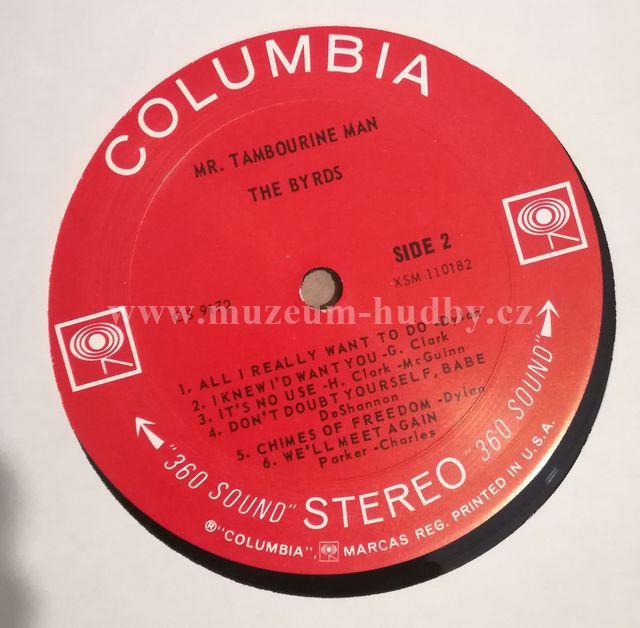 COLUMBIA
MR. TAMBOURINE MAN
THE BYRDS
SIDE 2
XSM 110182
CS 9172
www.muzeum-hudby.cz
1. ALL I REALLY WANT TO DO -Dylan
2. I KNEW I'D WANT YOU -G. Clark
3. IT'S NO USE -H. Clark -McGuinn
4. DON'T DOUBT YOURSELF, BABE
DeShannon
5. CHIMES OF FREEDOM -Dylan
6. WE'LL MEET AGAIN
Parker -Charles
"360 SOUND" STEREO "360 SOUND"
® "COLUMBIA", MARCAS REG. PRINTED IN U.S.A.